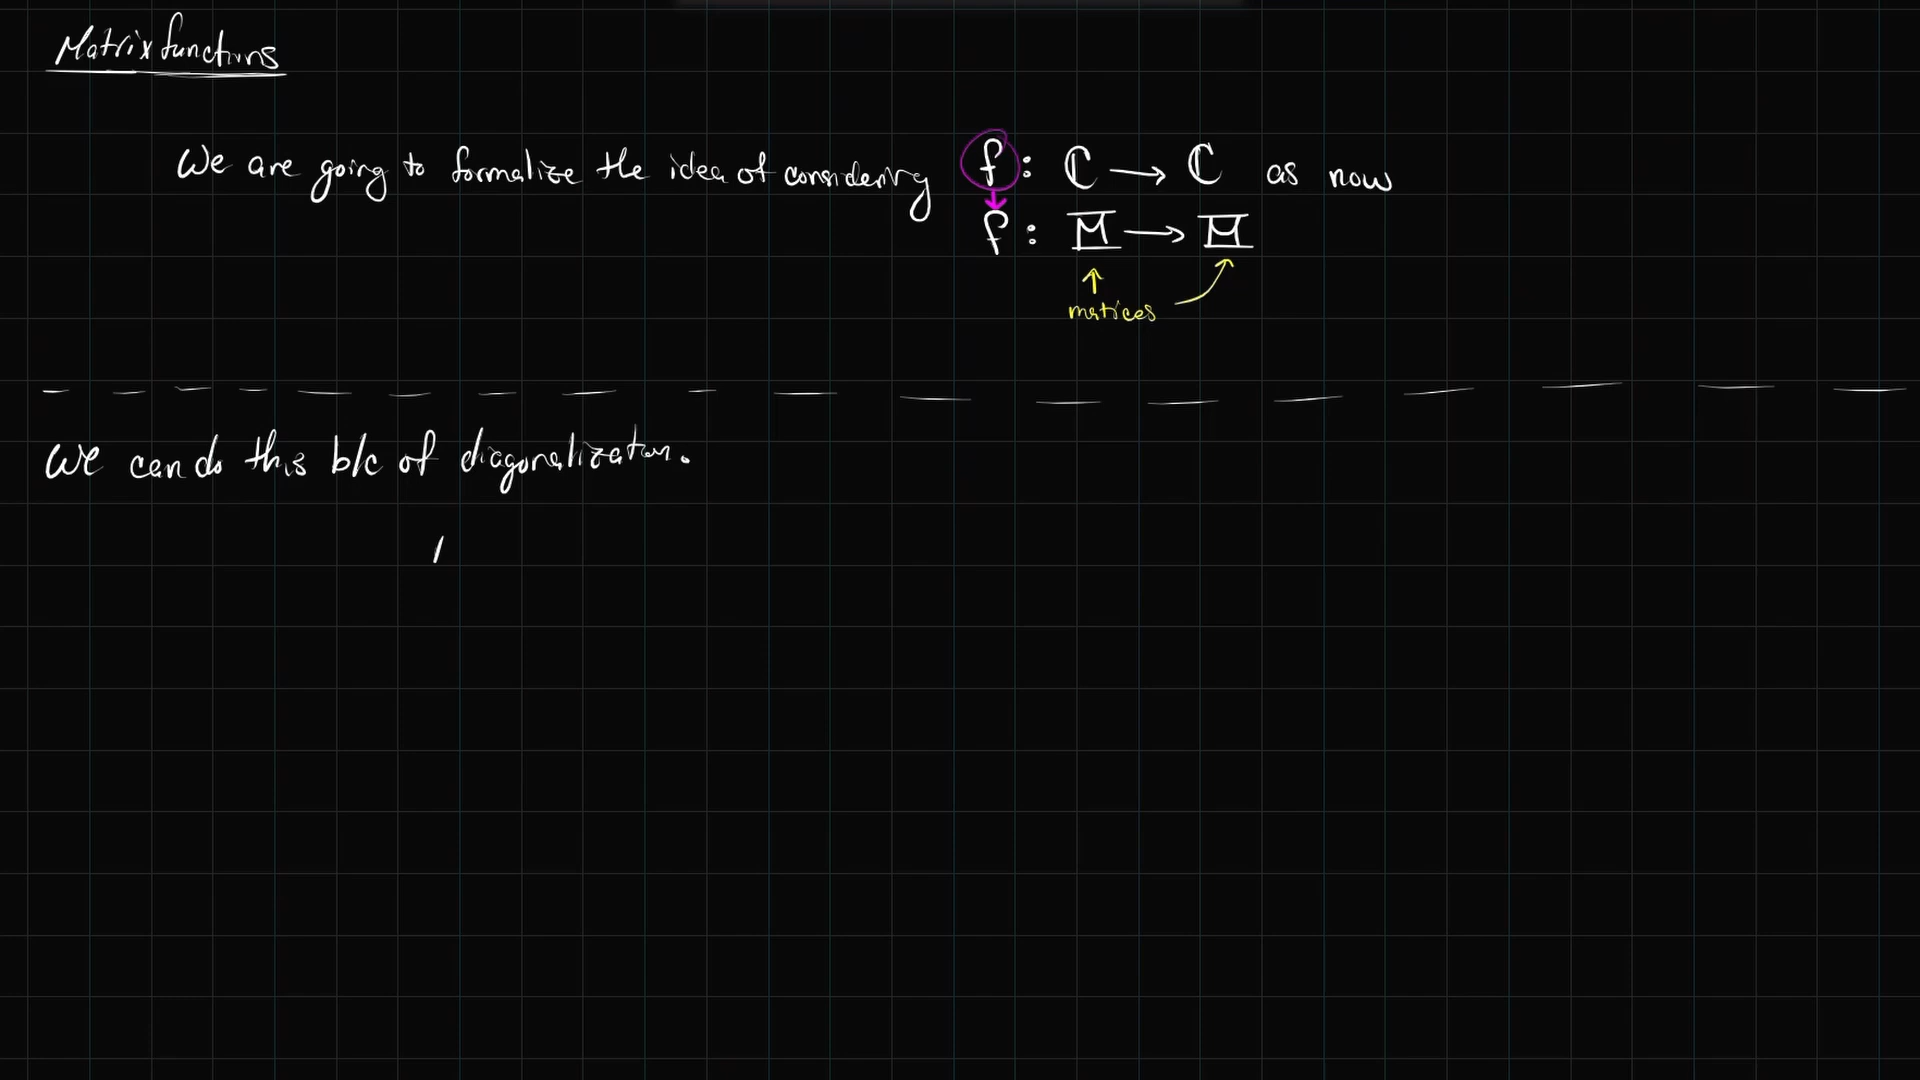 Matrix functions
We are going to formalize the idea of considering f: ℂ → ℂ as now
f: M → M
matices
We can do this b/c of diagonalization.